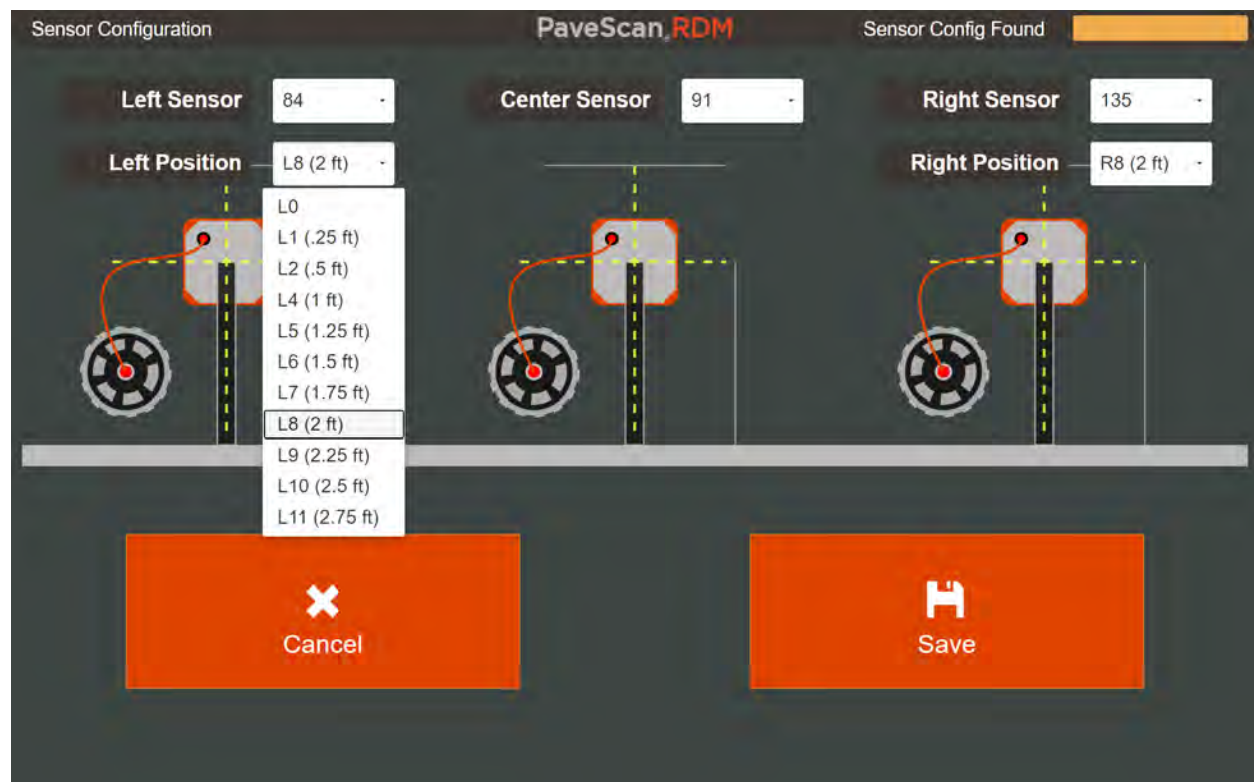 Sensor Configuration PaveScan RDM Sensor Config Found
Left Sensor 84 Center Sensor 91 Right Sensor 135
Left Position L8 (2 ft) Right Position R8 (2 ft)
L0
L1 (.25 ft)
L2 (.5 ft)
L4 (1 ft)
L5 (1.25 ft)
L6 (1.5 ft)
L7 (1.75 ft)
L8 (2 ft)
L9 (2.25 ft)
L10 (2.5 ft)
L11 (2.75 ft)
Cancel Save